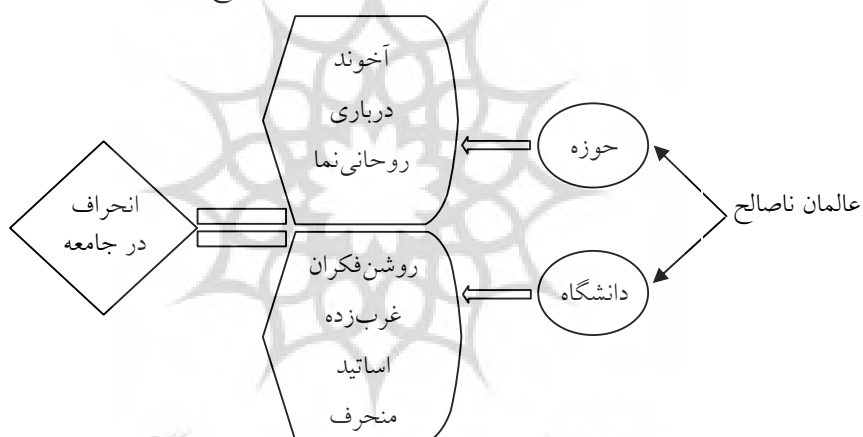 عالمان ناصالح
حوزه
دانشگاه
آخوند
درباری
روحانی‌نما
روشن‌فکران
غرب‌زده
اساتید
منحرف
انحراف
در جامعه